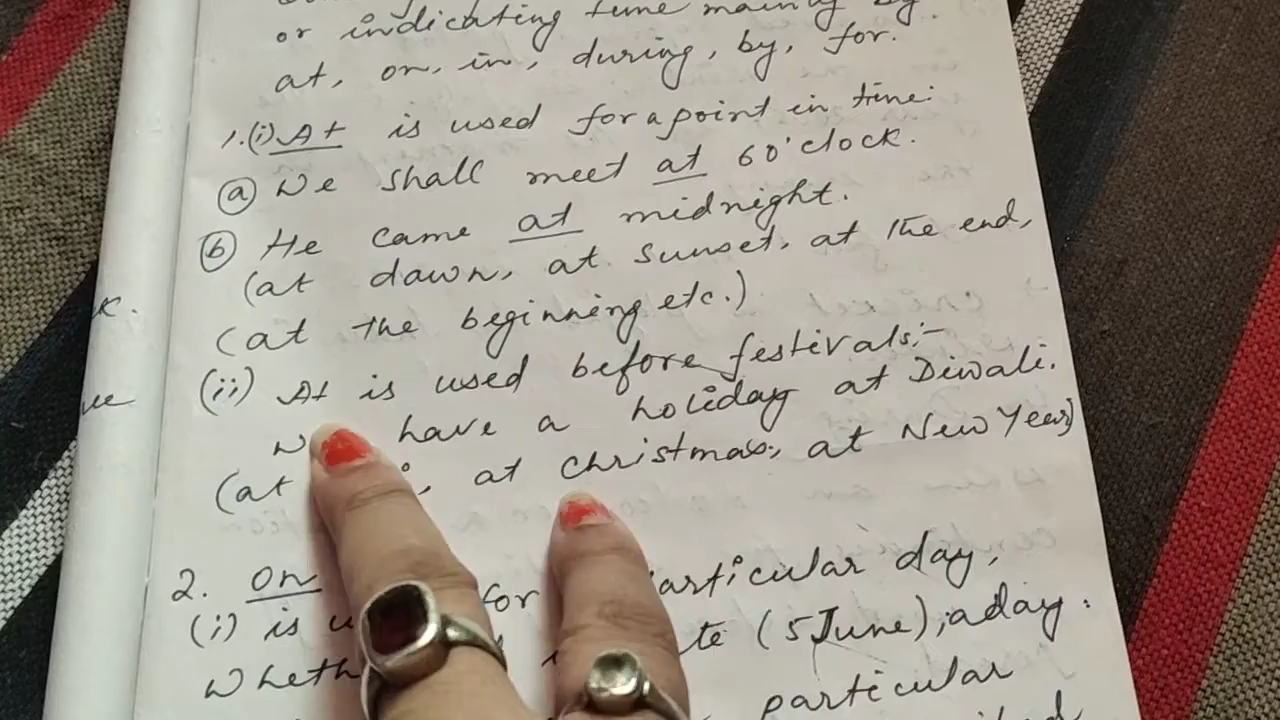 or indicating time mainly by
at, on, in, during, by, for.
1.(i) At is used for a point in time:
(a) We shall meet at 6 o'clock.
(b) He came at midnight.
(at dawn, at sunset, at the end,
(at the beginning etc.)
(ii) At is used before festivals:-
have a holiday at Diwali.
(at , at christmas, at New Year)
2. On for particular day,
(i) is (5 June), a day.
particular
k.